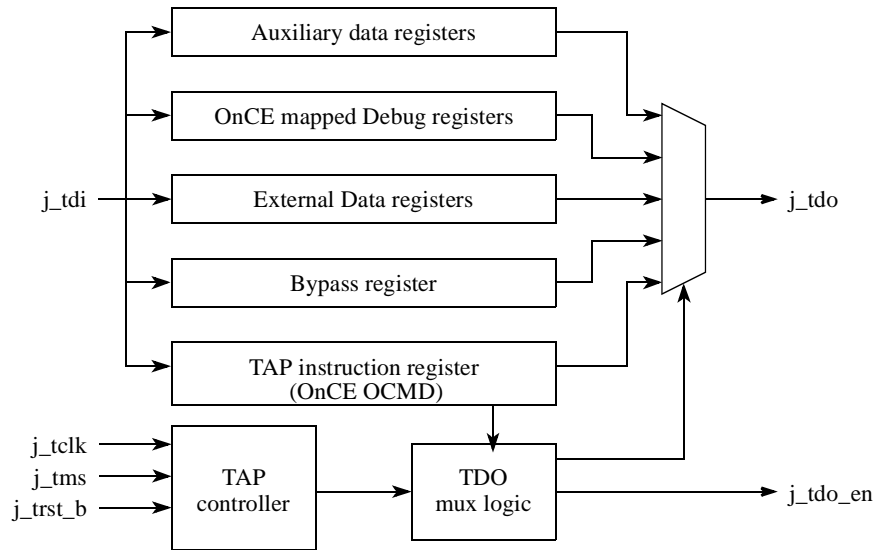 Auxiliary data registers
OnCE mapped Debug registers
j_tdi
External Data registers
j_tdo
Bypass register
TAP instruction register
(OnCE OCMD)
j_tclk
j_tms
j_trst_b
TAP
controller
TDO
mux logic
j_tdo_en